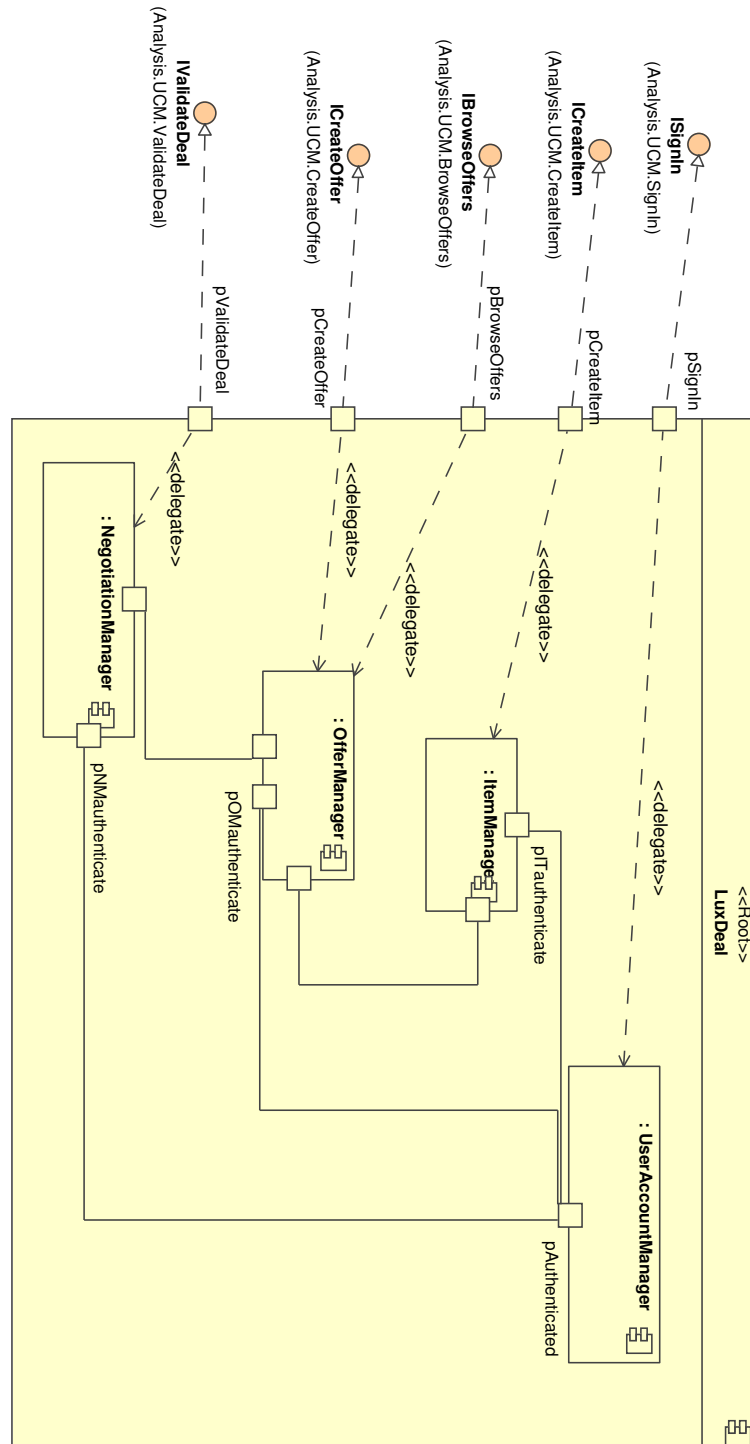 <<Root>>
LuxDeal
ISignIn
(Analysis.UCM.SignIn)
pSignIn
<<delegate>>
: UserAccountManager
pAuthenticated
ICreateItem
(Analysis.UCM.CreateItem)
pCreateItem
<<delegate>>
: ItemManage
pITauthenticate
IBrowseOffers
(Analysis.UCM.BrowseOffers)
pBrowseOffers
<<delegate>>
ICreateOffer
(Analysis.UCM.CreateOffer)
pCreateOffer
<<delegate>>
: OfferManager
pOMauthenticate
IValidateDeal
(Analysis.UCM.ValidateDeal)
pValidateDeal
<<delegate>>
: NegotiationManager
pNMauthenticate